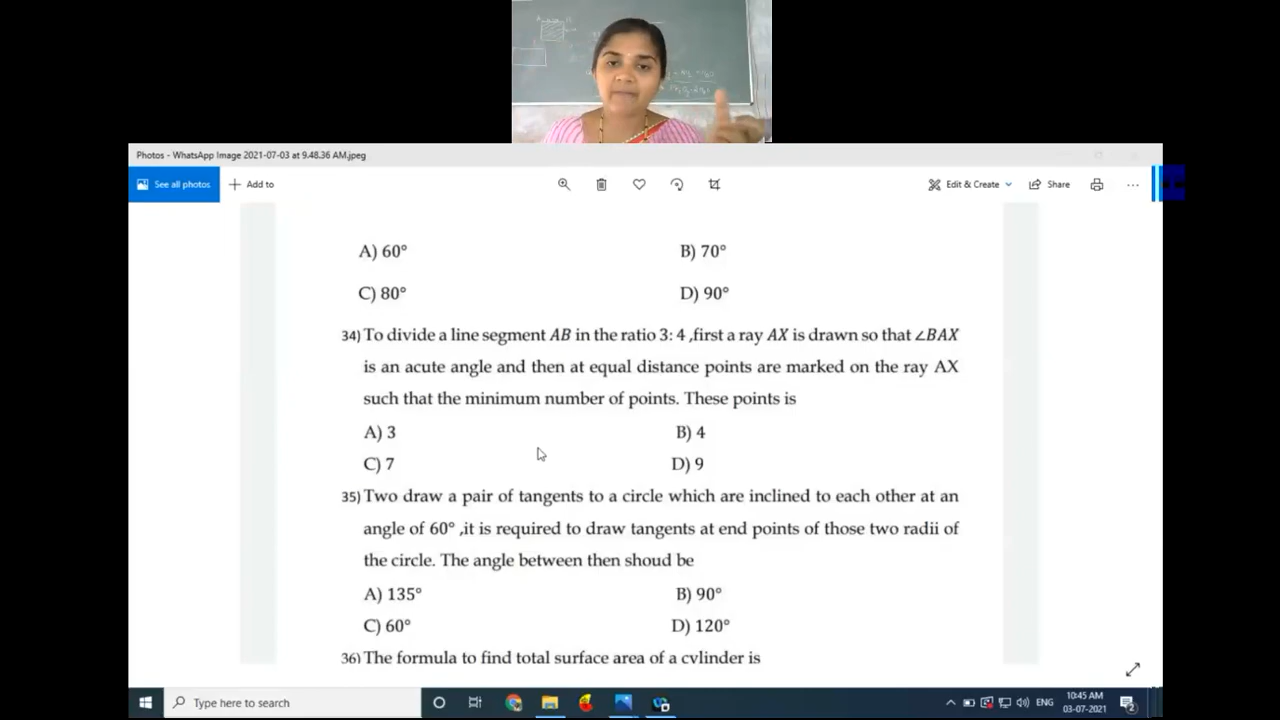 Photos - WhatsApp Image 2021-07-03 at 9.48.36 AM.jpeg
See all photos + Add to Edit & Create Share
A) 60° B) 70°
C) 80° D) 90°
34) To divide a line segment AB in the ratio 3: 4 ,first a ray AX is drawn so that ∠BAX
is an acute angle and then at equal distance points are marked on the ray AX
such that the minimum number of points. These points is
A) 3 B) 4
C) 7 D) 9
35) Two draw a pair of tangents to a circle which are inclined to each other at an
angle of 60° ,it is required to draw tangents at end points of those two radii of
the circle. The angle between then shoud be
A) 135° B) 90°
C) 60° D) 120°
36) The formula to find total surface area of a cylinder is
Type here to search ENG 10:45 AM
03-07-2021